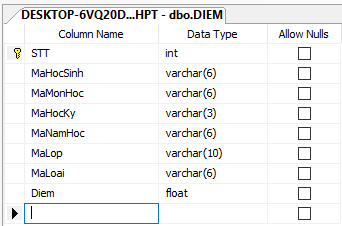 DESKTOP-6VQ20D...HPT - dbo.DIEM
Column Name Data Type Allow Nulls
STT int
MaHocSinh varchar(6)
MaMonHoc varchar(6)
MaHocKy varchar(3)
MaNamHoc varchar(6)
MaLop varchar(10)
MaLoai varchar(6)
Diem float